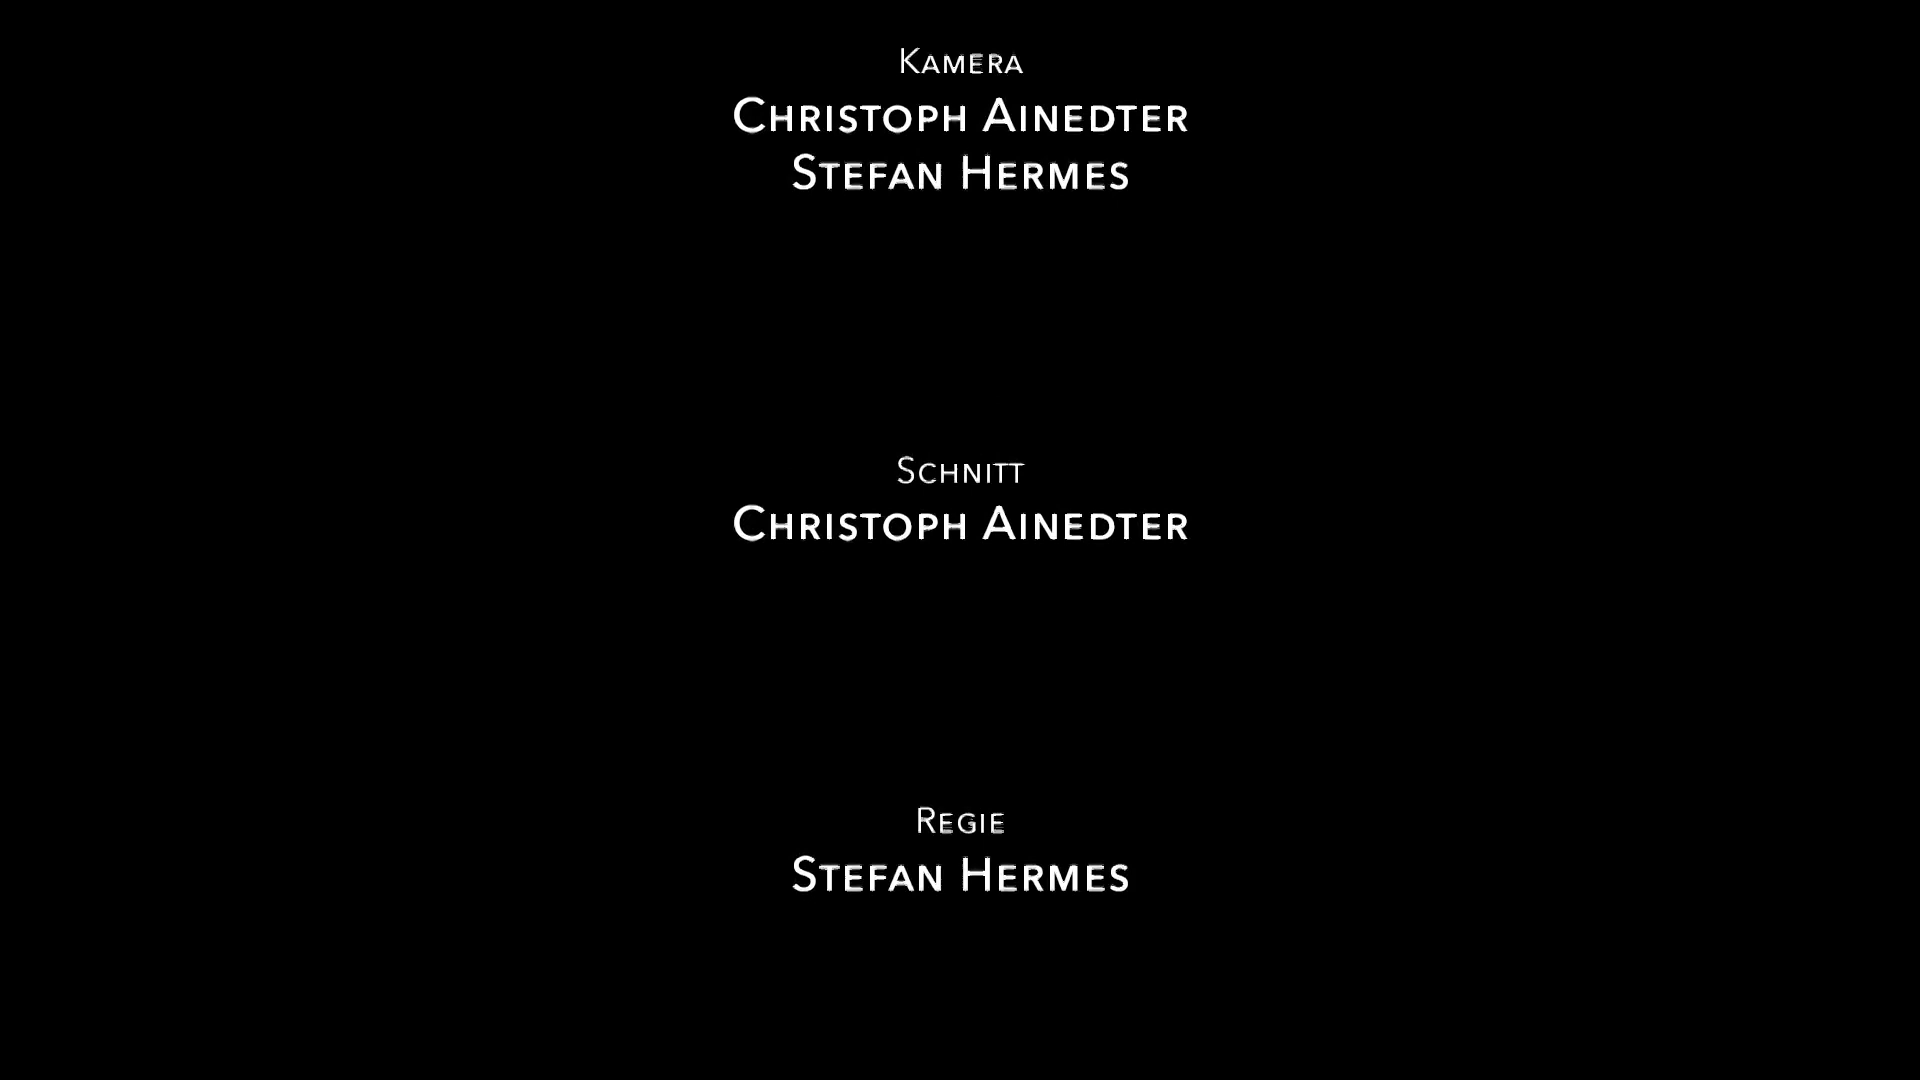 Kamera
Christoph Ainedter
Stefan Hermes
Schnitt
Christoph Ainedter
Regie
Stefan Hermes